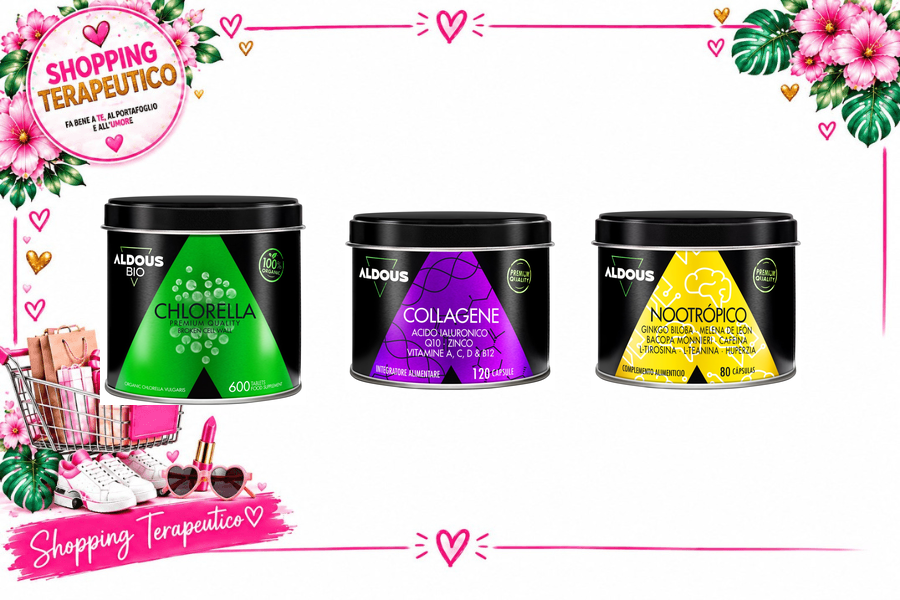 SHOPPING
TERAPEUTICO
FA BENE A TE, AL PORTAFOGLIO
E ALL'UMORE
ALDOUS
BIO
100%
ORGANIC
CHLORELLA
PREMIUM QUALITY
BROKEN CELL WALL
ORGANIC CHLORELLA VULGARIS
600 TABLETS
FOOD SUPPLEMENT
ALDOUS
PREMIUM
QUALITY
COLLAGENE
ACIDO IALURONICO
Q10 - ZINCO
VITAMINE A, C, D & B12
INTEGRATORE ALIMENTARE
120 CAPSULE
ALDOUS
PREMIUM
QUALITY
NOOTRÓPICO
GINKGO BILOBA - MELENA DE LEÓN
BACOPA MONNIERI - CAFEÍNA
L-TIROSINA - L-TEANINA - HUPERZIA
COMPLEMENTO ALIMENTICIO
80 CÁPSULAS
Shopping Terapeutico